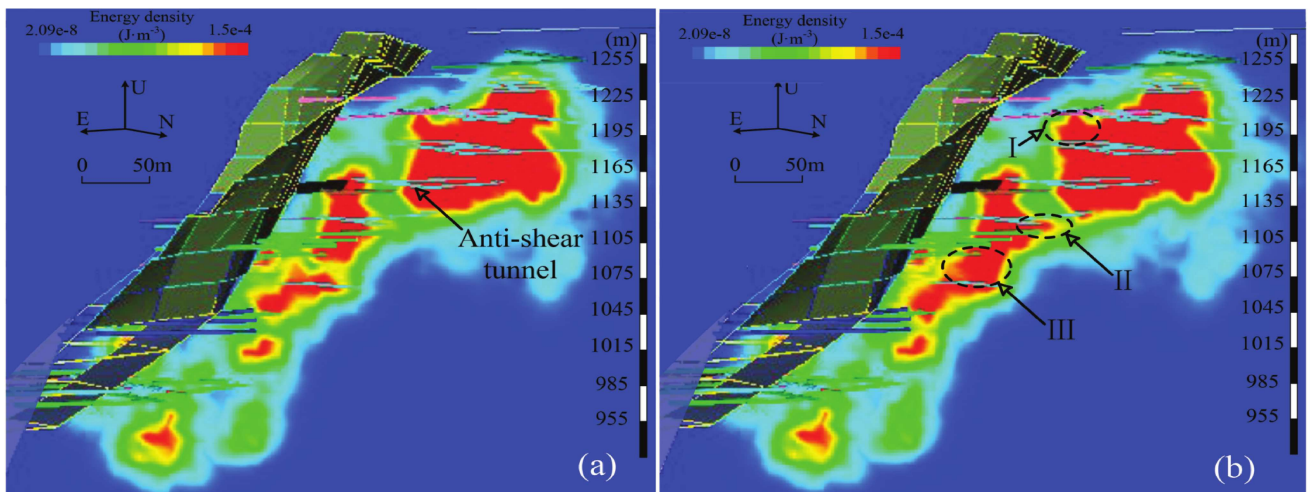 Energy density
(J·m⁻³)
2.09e-8
1.5e-4
(m)
1255
1225
1195
1165
1135
1105
1075
1045
1015
985
955
U
E
N
0
50m
Anti-shear
tunnel
(a)
Energy density
(J·m⁻³)
2.09e-8
1.5e-4
(m)
1255
1225
1195
1165
1135
1105
1075
1045
1015
985
955
U
E
N
0
50m
I
II
III
(b)